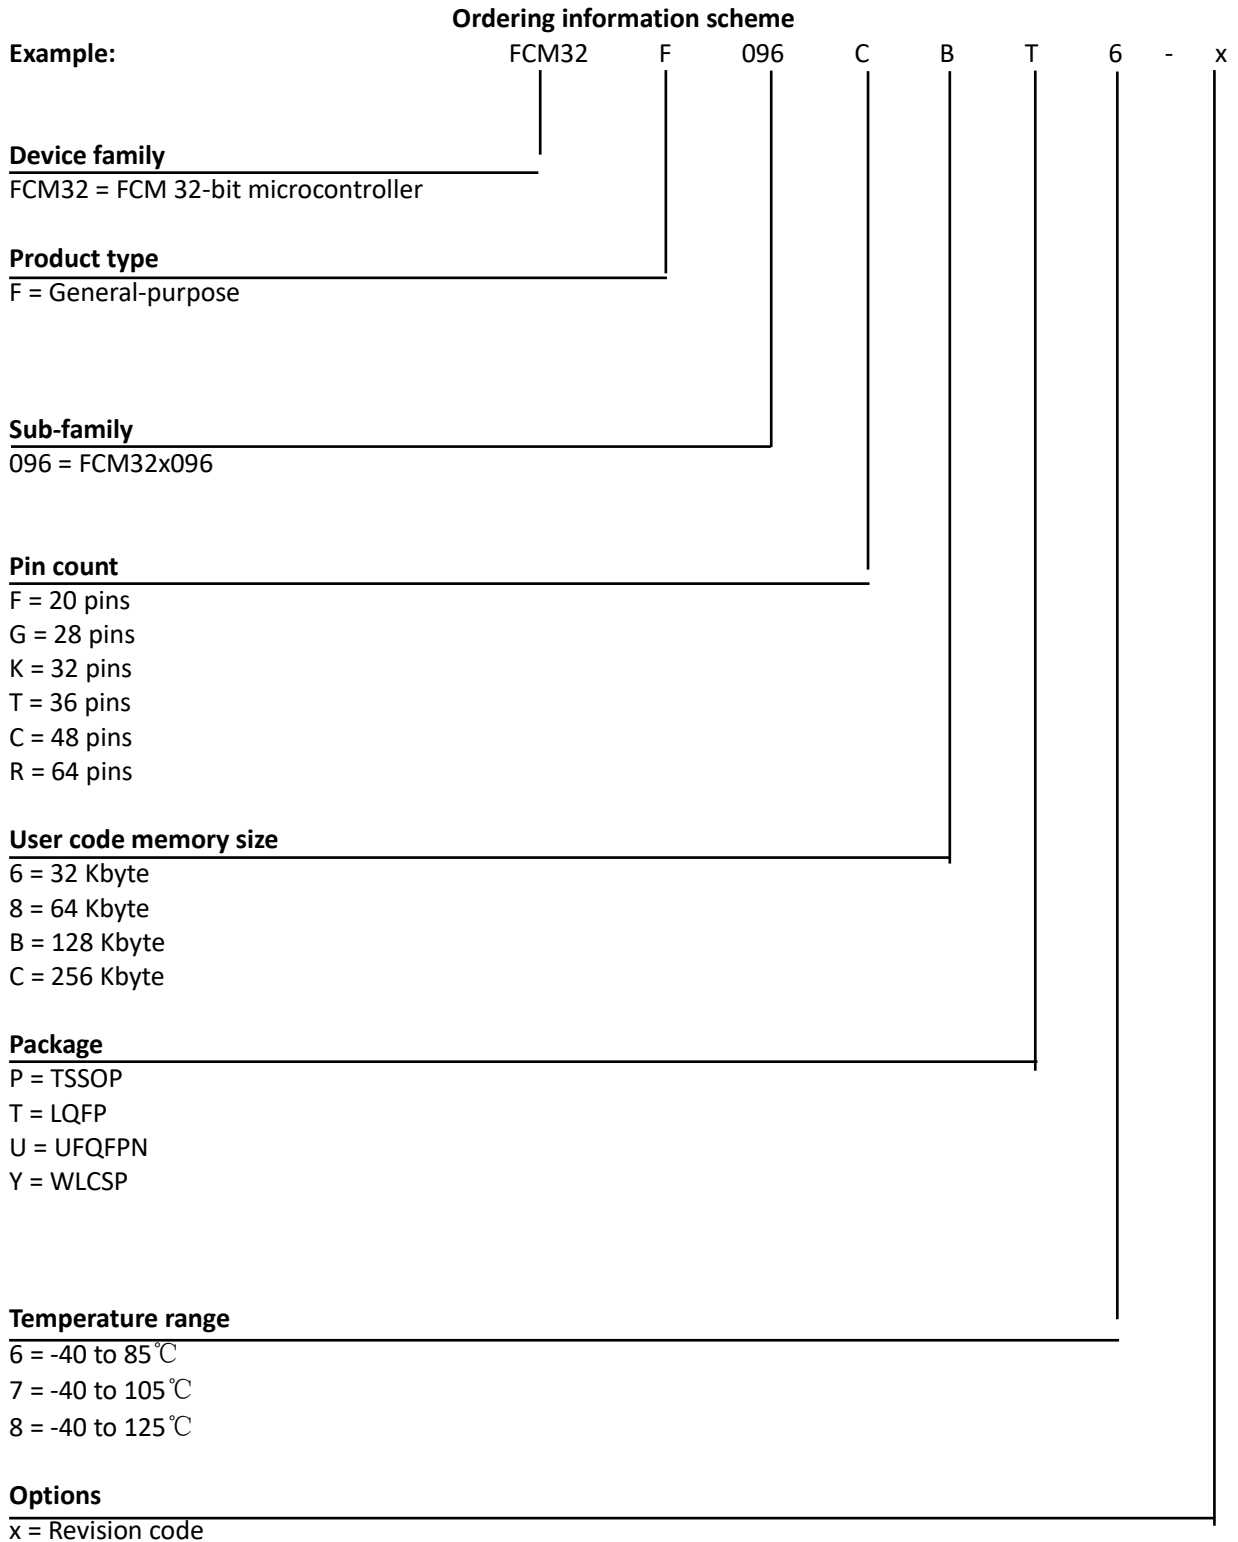 Ordering information scheme
Example: FCM32 F 096 C B T 6 - x
Device family
FCM32 = FCM 32-bit microcontroller
Product type
F = General-purpose
Sub-family
096 = FCM32x096
Pin count
F = 20 pins
G = 28 pins
K = 32 pins
T = 36 pins
C = 48 pins
R = 64 pins
User code memory size
6 = 32 Kbyte
8 = 64 Kbyte
B = 128 Kbyte
C = 256 Kbyte
Package
P = TSSOP
T = LQFP
U = UFQFPN
Y = WLCSP
Temperature range
6 = -40 to 85℃
7 = -40 to 105℃
8 = -40 to 125℃
Options
x = Revision code